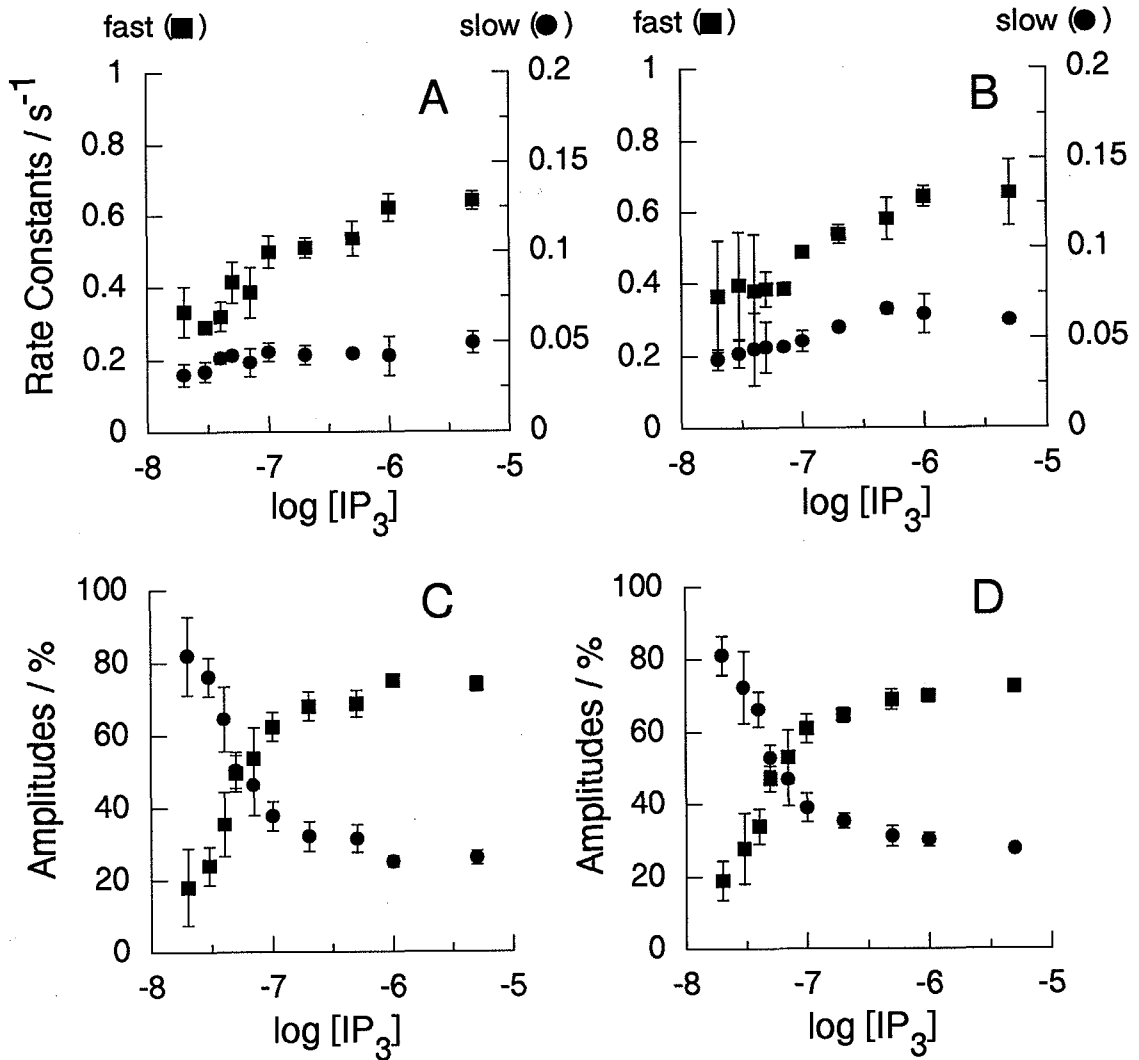 fast (■) slow (●)
fast (■) slow (●)
A
B
Rate Constants / s⁻¹
1
0.8
0.6
0.4
0.2
0
0.2
0.15
0.1
0.05
0
-8 -7 -6 -5
log [IP₃]
1
0.8
0.6
0.4
0.2
0
0.2
0.15
0.1
0.05
0
-8 -7 -6 -5
log [IP₃]
C
D
Amplitudes / %
100
80
60
40
20
0
-8 -7 -6 -5
log [IP₃]
Amplitudes / %
100
80
60
40
20
0
-8 -7 -6 -5
log [IP₃]